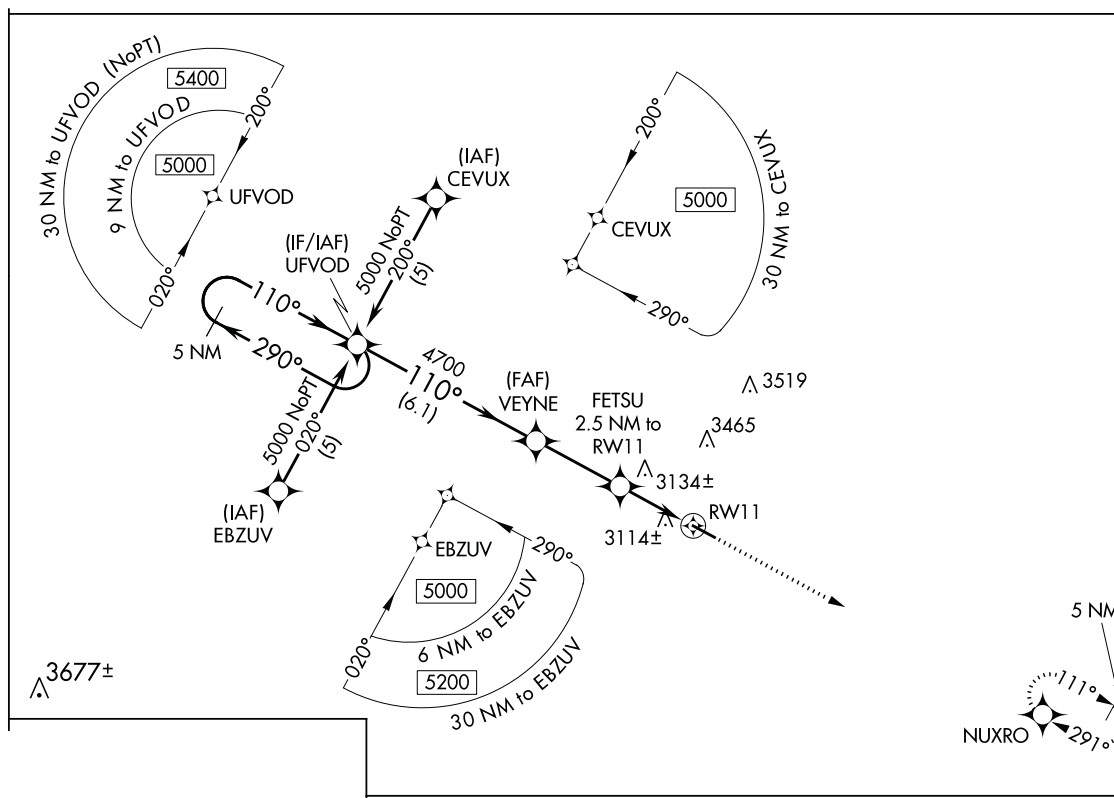 30 NM to UFVOD (NoPT)
5400
9 NM to UFVOD
5000
200°
UFVOD
020°
(IAF)
CEVUX
5000 NoPT
200°
(5)
200°
CEVUX
5000
30 NM to CEVUX
290°
(IF/IAF)
UFVOD
110°
5 NM
290°
4700
110°
(6.1)
5000 NoPT
020°
(5)
(IAF)
EBZUV
(FAF)
VEYNE
FETSU
2.5 NM to
RW11
3519
3465
3134±
3114±
RW11
EBZUV
290°
5000
6 NM to EBZUV
020°
5200
30 NM to EBZUV
3677±
5 NM
111°
NUXRO
291°